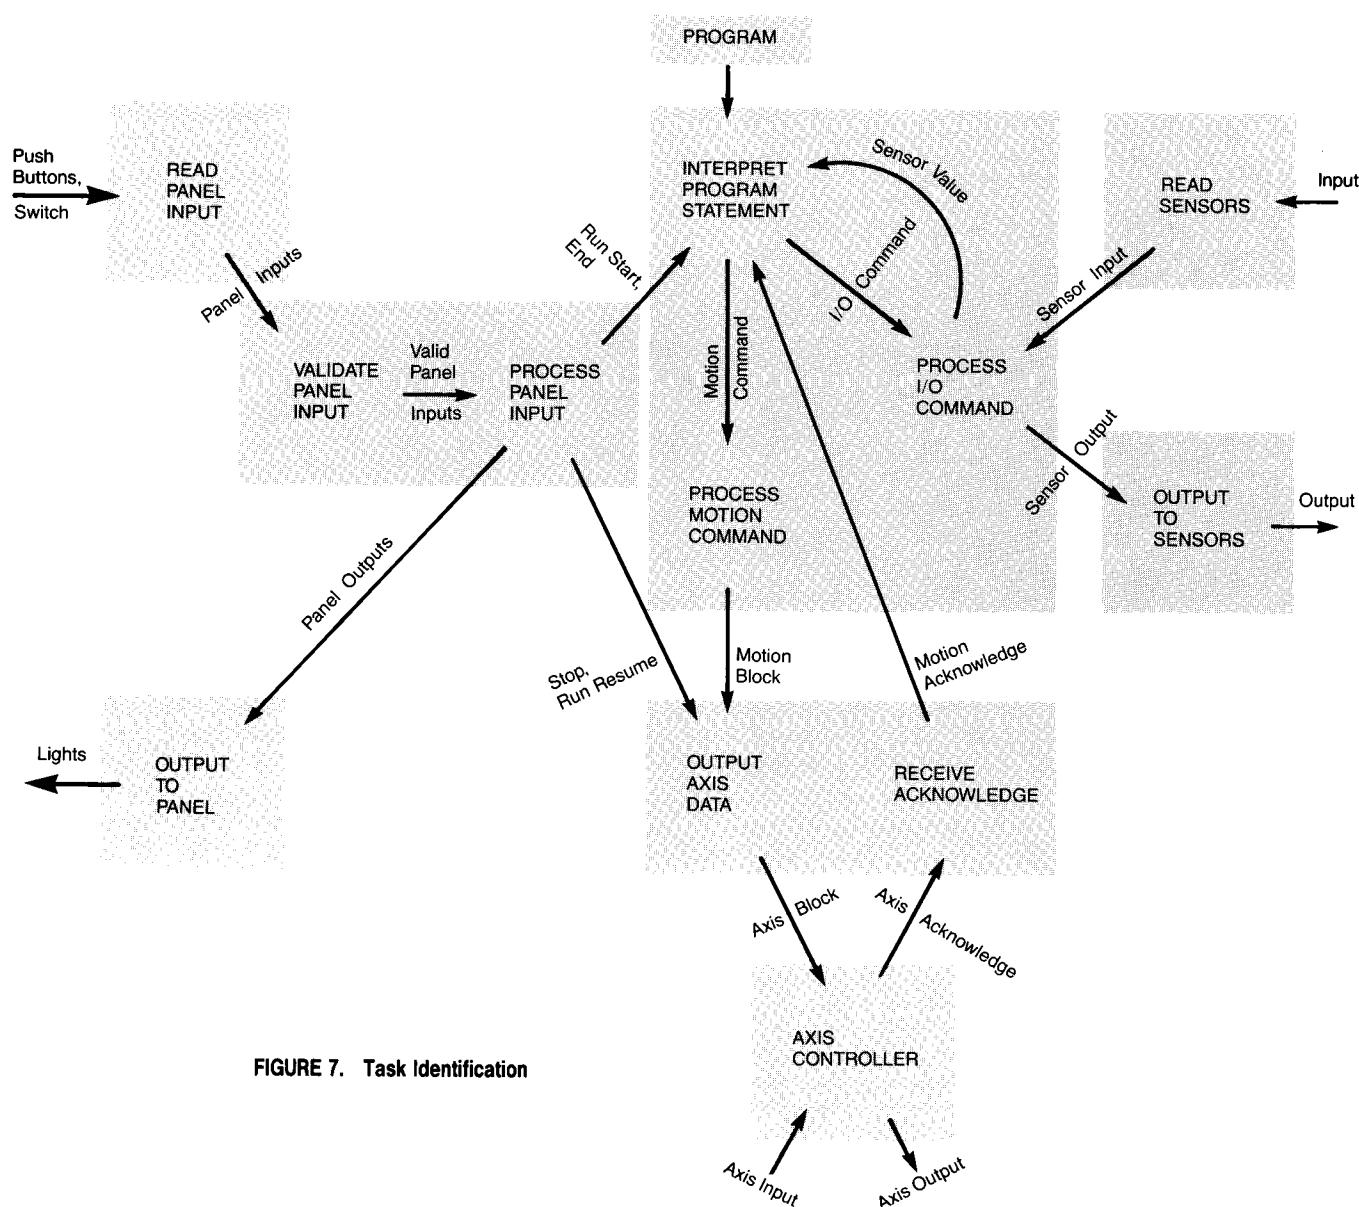 PROGRAM
Push
Buttons,
Switch
READ
PANEL
INPUT
INTERPRET
PROGRAM
STATEMENT
Sensor Value
READ
SENSORS
Input
Panel Inputs
Run Start,
End
I/O Command
Sensor Input
VALIDATE
PANEL
INPUT
Valid
Panel
Inputs
PROCESS
PANEL
INPUT
Motion
Command
PROCESS
I/O
COMMAND
Sensor Output
PROCESS
MOTION
COMMAND
OUTPUT
TO
SENSORS
Output
Panel Outputs
Stop,
Run Resume
Motion
Block
Motion
Acknowledge
Lights
OUTPUT
TO
PANEL
OUTPUT
AXIS
DATA
RECEIVE
ACKNOWLEDGE
Axis Block
Axis Acknowledge
AXIS
CONTROLLER
FIGURE 7. Task Identification
Axis Input
Axis Output